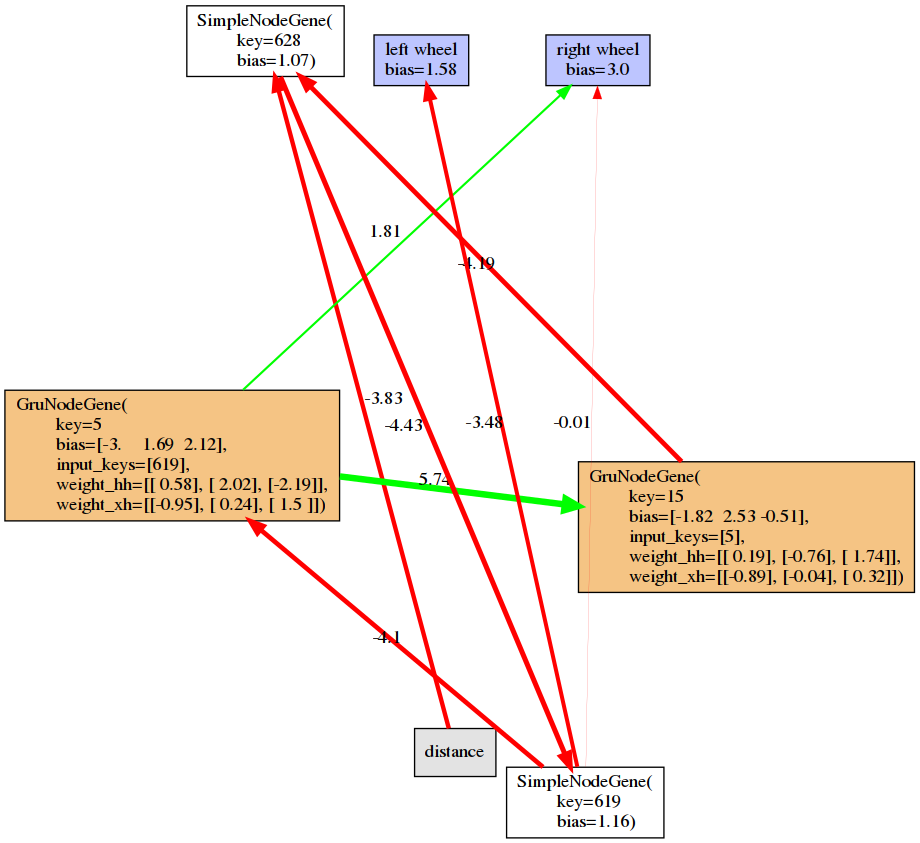 SimpleNodeGene(
key=628
bias=1.07)
left wheel
bias=1.58
right wheel
bias=3.0
1.81
-4.19
-3.83
-4.43
-3.48
-0.01
GruNodeGene(
key=5
bias=[-3.    1.69  2.12],
input_keys=[619],
weight_hh=[[ 0.58], [ 2.02], [-2.19]],
weight_xh=[[-0.95], [ 0.24], [ 1.5 ]])
5.74
GruNodeGene(
key=15
bias=[-1.82  2.53 -0.51],
input_keys=[5],
weight_hh=[[ 0.19], [-0.76], [ 1.74]],
weight_xh=[[-0.89], [-0.04], [ 0.32]])
-4.1
distance
SimpleNodeGene(
key=619
bias=1.16)